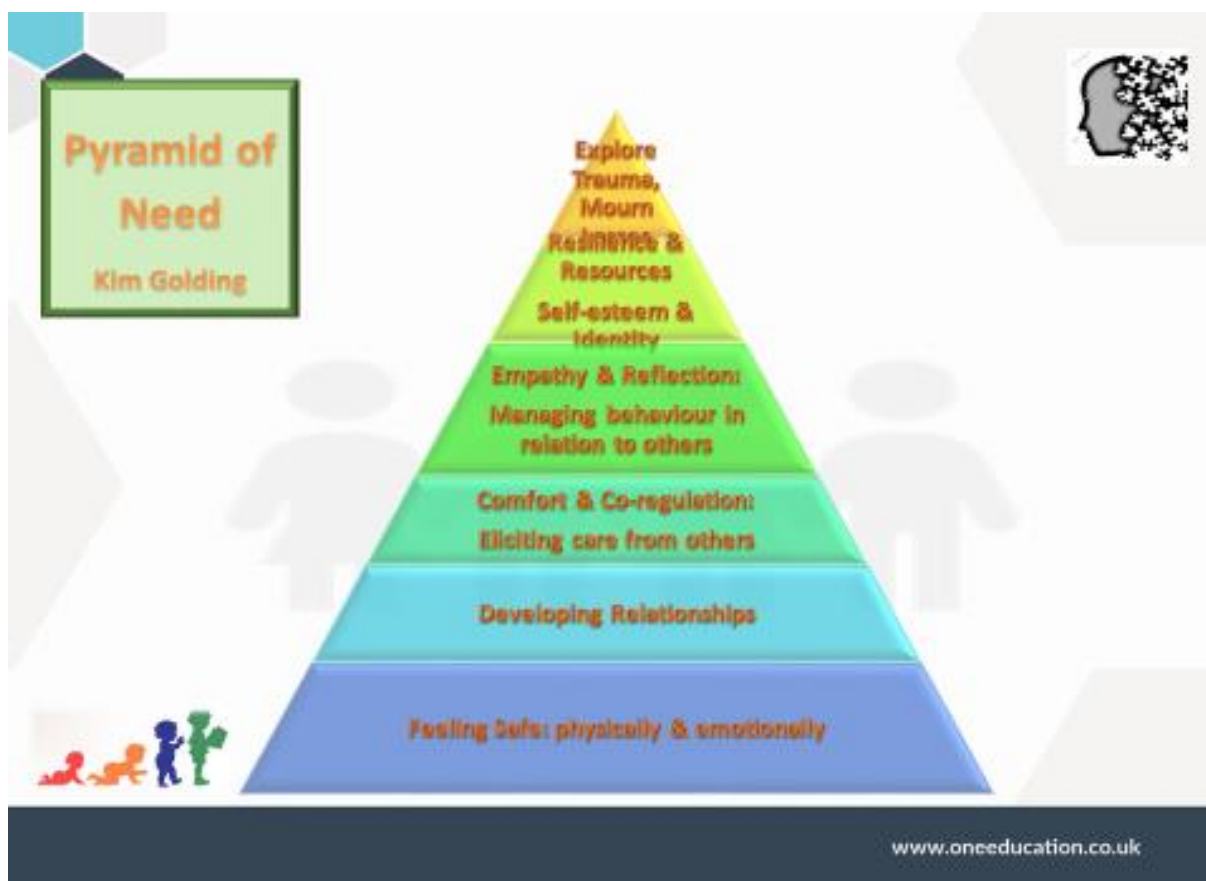 Pyramid of
Need
Kim Golding
Explore
Trauma,
Mourn
Resilience &
Resources
Self-esteem &
Identity
Empathy & Reflection:
Managing behaviour in
relation to others
Comfort & Co-regulation:
Eliciting care from others
Developing Relationships
Feeling Safe: physically & emotionally
www.oneeducation.co.uk